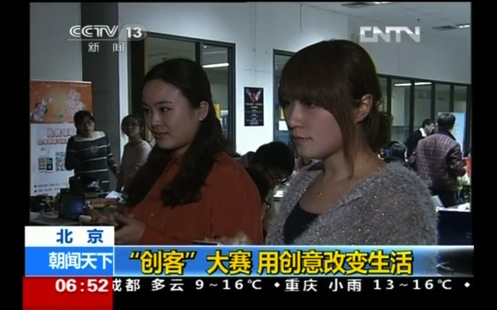 CCTV 13
新闻
CNTV
北京
朝闻天下
“创客”大赛 用创意改变生活
06:52
成都 多云 9~16℃ ·重庆 小雨 13~16℃